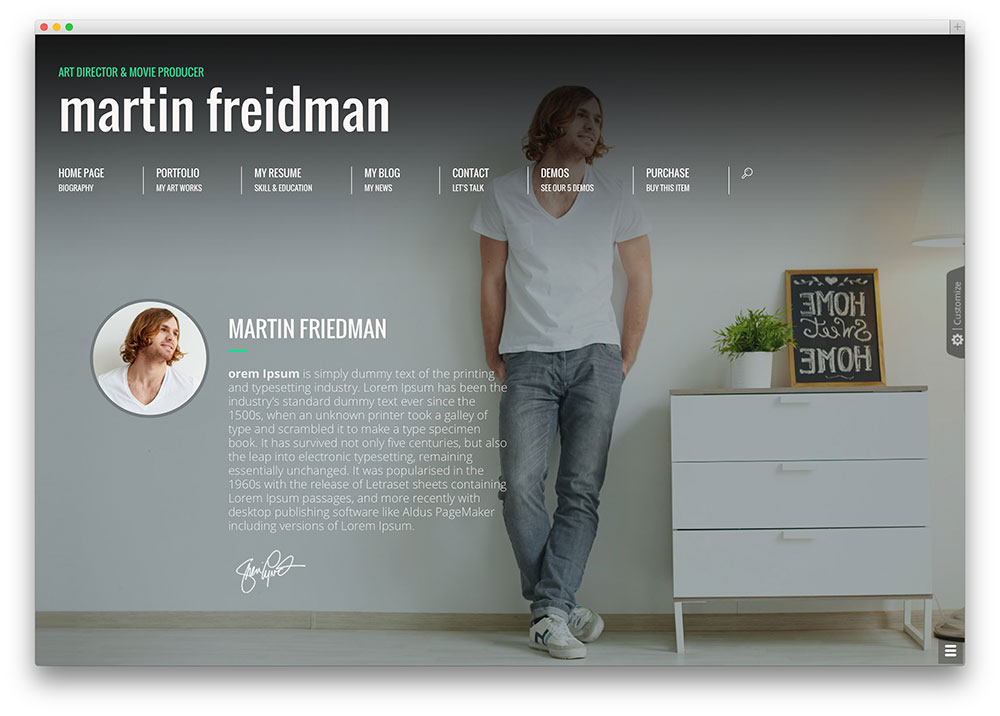 ART DIRECTOR & MOVIE PRODUCER
martin freidman
HOME PAGE
BIOGRAPHY
PORTFOLIO
MY ART WORKS
MY RESUME
SKILL & EDUCATION
MY BLOG
MY NEWS
CONTACT
LET'S TALK
DEMOS
SEE OUR 5 DEMOS
PURCHASE
BUY THIS ITEM
Customize
HOME
Sweet
HOME
MARTIN FRIEDMAN
orem Ipsum is simply dummy text of the printing
and typesetting industry. Lorem Ipsum has been the
industry's standard dummy text ever since the
1500s, when an unknown printer took a galley of
type and scrambled it to make a type specimen
book. It has survived not only five centuries, but also
the leap into electronic typesetting, remaining
essentially unchanged. It was popularised in the
1960s with the release of Letraset sheets containing
Lorem Ipsum passages, and more recently with
desktop publishing software like Aldus PageMaker
including versions of Lorem Ipsum.